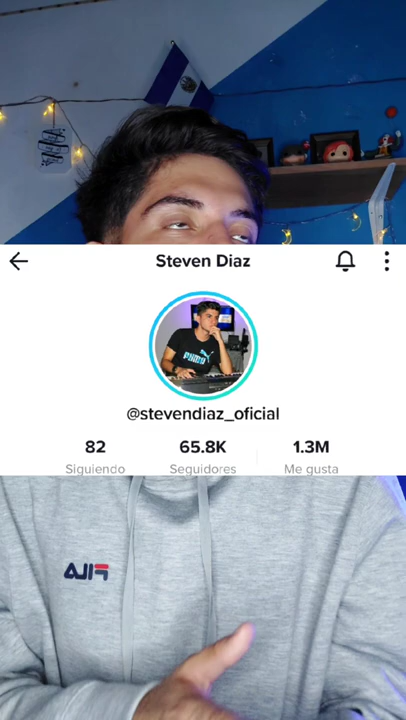 Steven Diaz
PUMA
@stevendiaz_oficial
82 65.8K 1.3M
Siguiendo Seguidores Me gusta
FILA